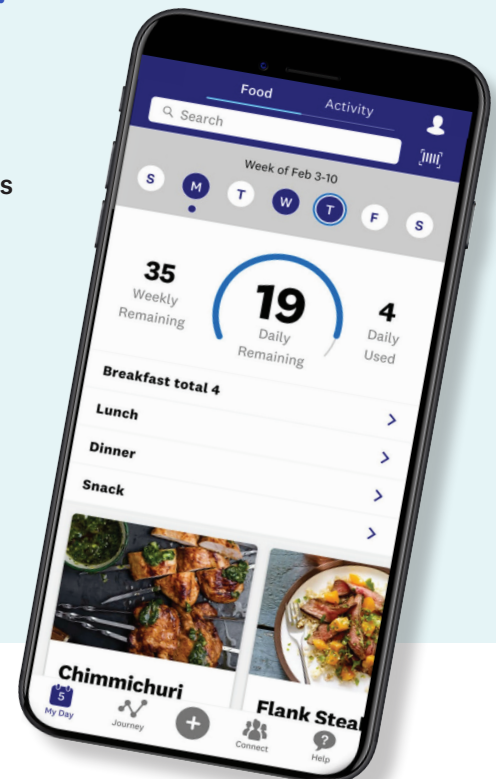 s
Food Activity
Search
Week of Feb 3-10
S M T W T F S
35
Weekly
Remaining
19
Daily
Remaining
4
Daily
Used
Breakfast total 4
Lunch
Dinner
Snack
Chimmichuri
Flank Steak
5
My Day
Journey
Connect
?
Help